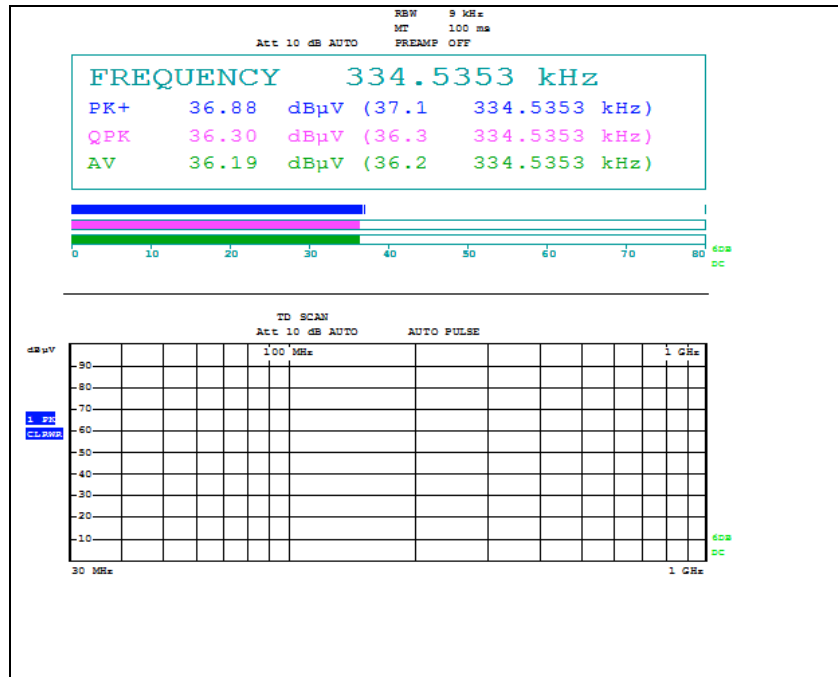 RBW 9 kHz
MT 100 ms
Att 10 dB AUTO PREAMP OFF
FREQUENCY 334.5353 kHz
PK+ 36.88 dBµV (37.1 334.5353 kHz)
QPK 36.30 dBµV (36.3 334.5353 kHz)
AV 36.19 dBµV (36.2 334.5353 kHz)
0 10 20 30 40 50 60 70 80
6DB
DC
TD SCAN
Att 10 dB AUTO AUTO PULSE
dBµV
100 MHz 1 GHz
90
80
70
1 PK
CLRWR
60
50
40
30
20
10
6DB
DC
30 MHz 1 GHz